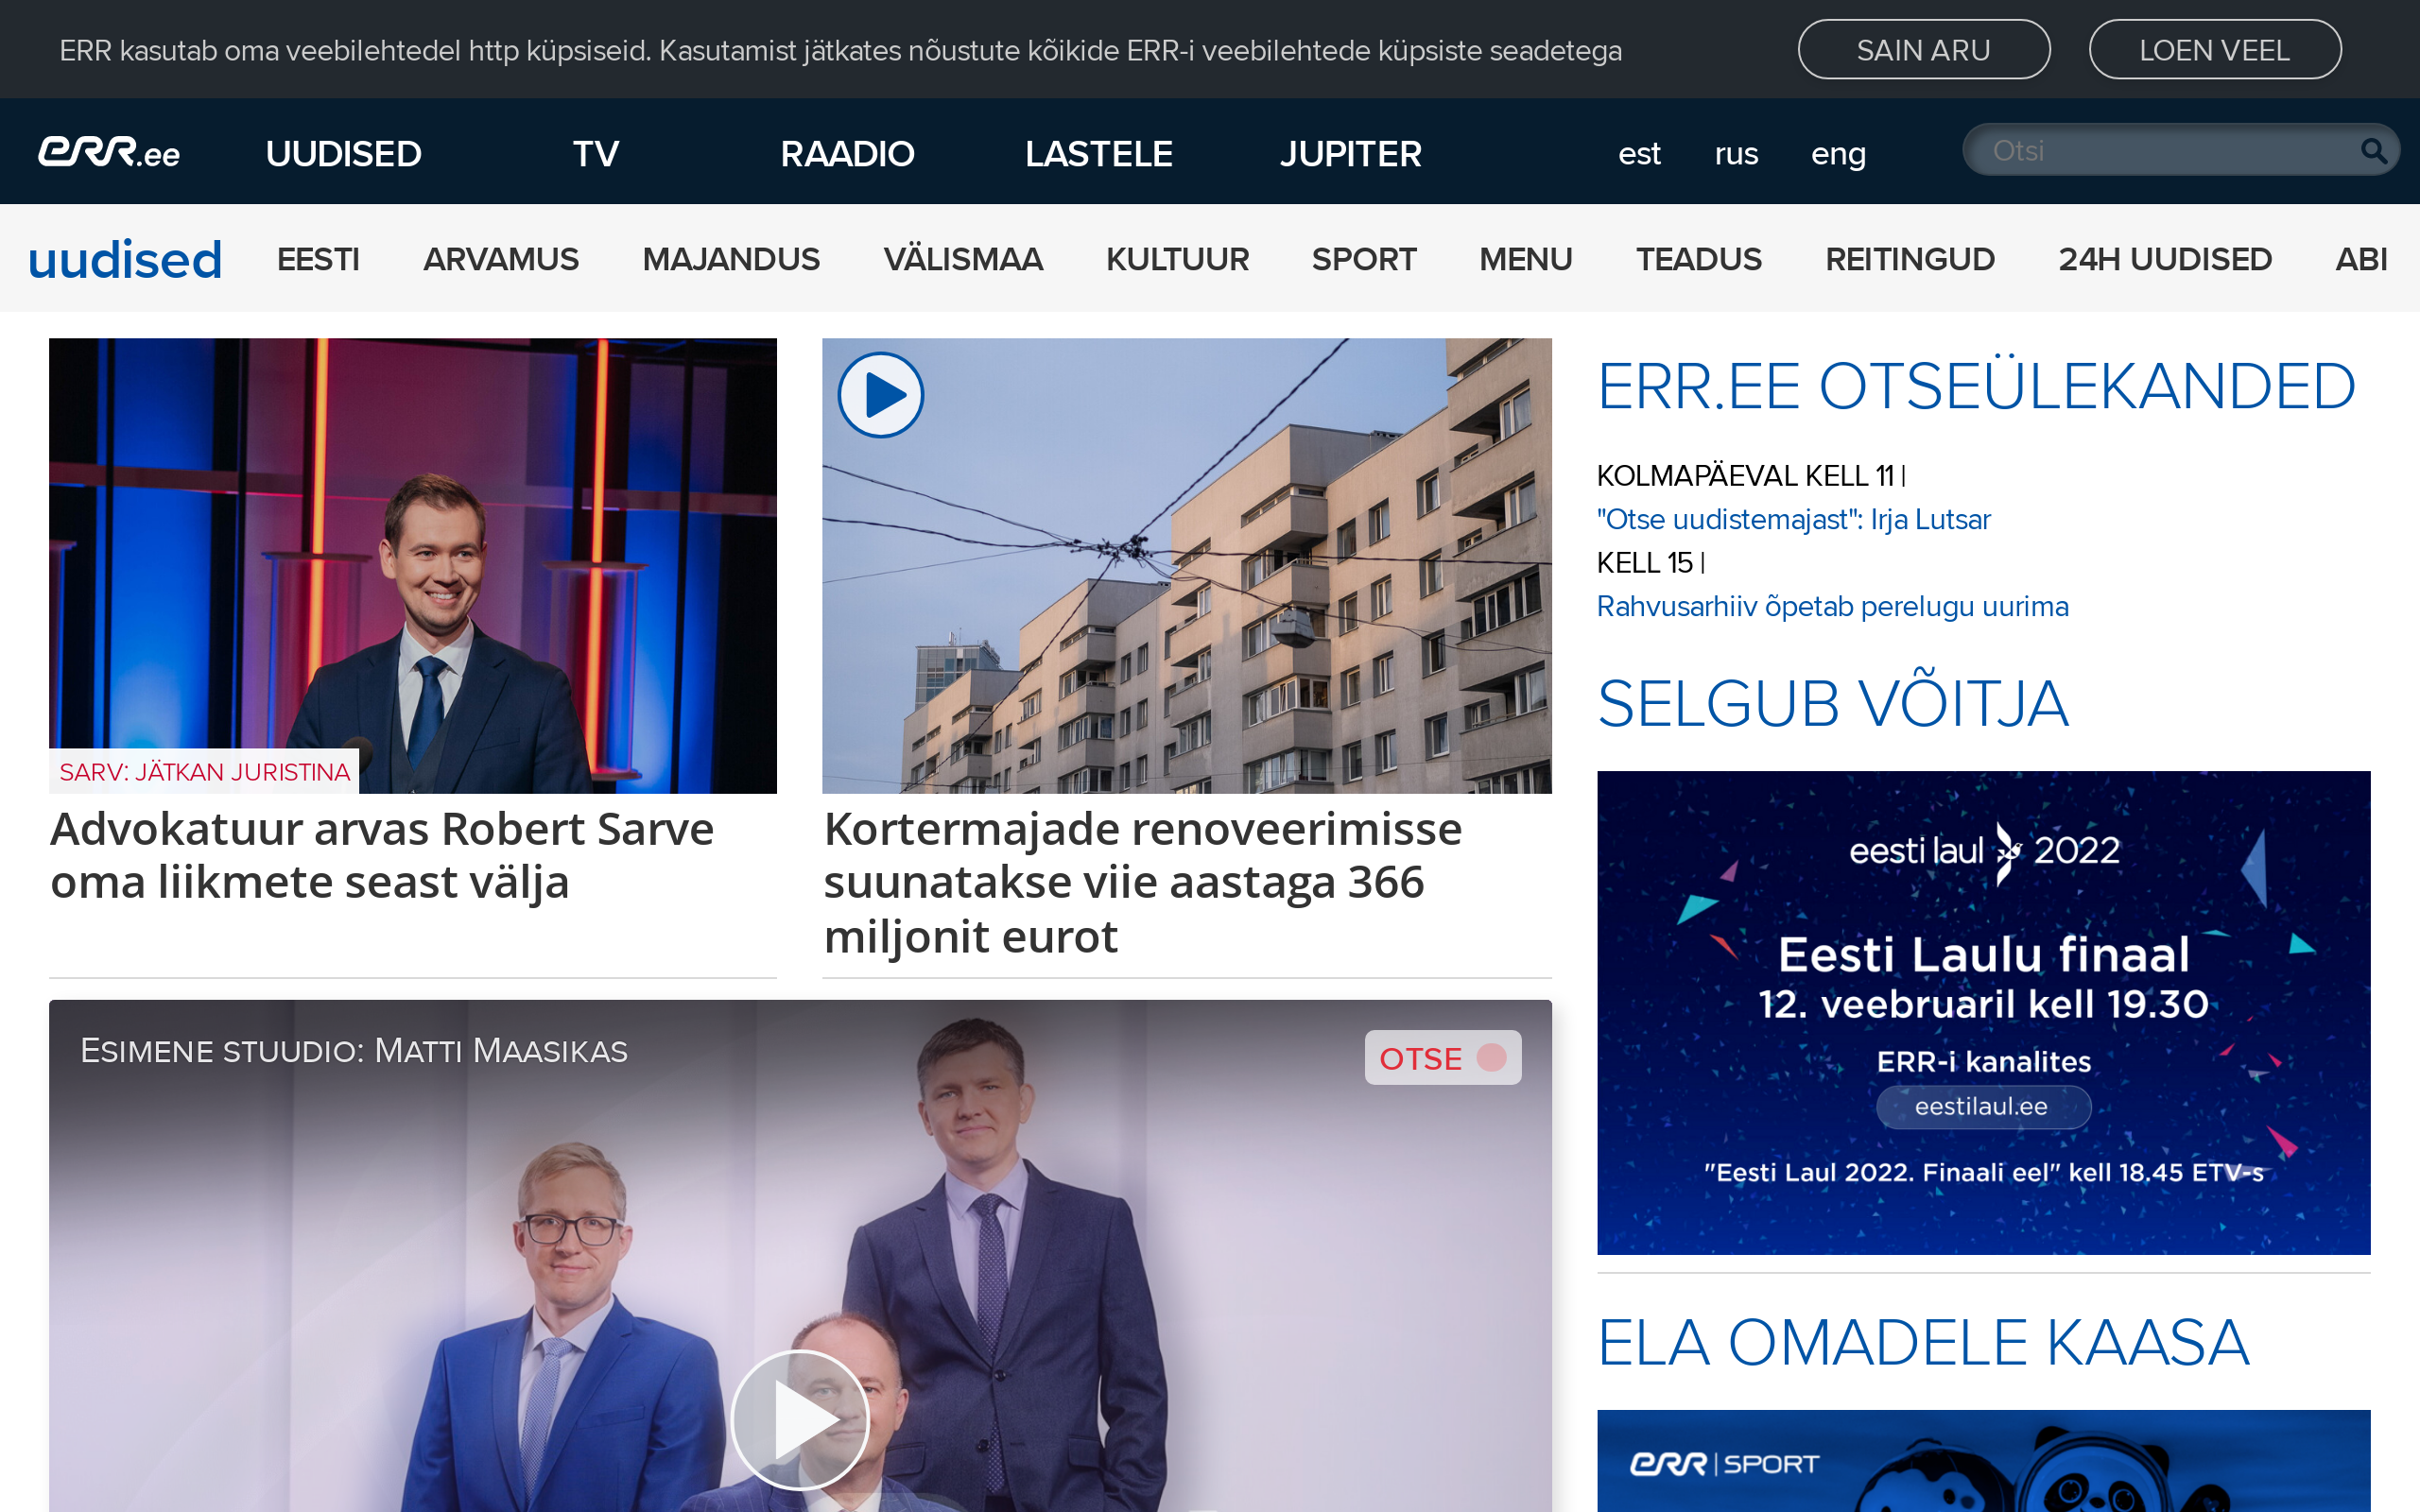 ERR kasutab oma veebilehtedel http küpsiseid. Kasutamist jätkates nõustute kõikide ERR-i veebilehtede küpsiste seadetega
SAIN ARU
LOEN VEEL
err.ee
UUDISED
TV
RAADIO
LASTELE
JUPITER
est
rus
eng
Otsi
uudised
EESTI
ARVAMUS
MAJANDUS
VÄLISMAA
KULTUUR
SPORT
MENU
TEADUS
REITINGUD
24H UUDISED
ABI
SARV: JÄTKAN JURISTINA
Advokatuur arvas Robert Sarve
oma liikmete seast välja
Kortermajade renoveerimisse
suunatakse viie aastaga 366
miljonit eurot
ESIMENE STUUDIO: MATTI MAASIKAS
OTSE
ERR.EE OTSEÜLEKANDED
KOLMAPÄEVAL KELL 11 |
"Otse uudistemajast": Irja Lutsar
KELL 15 |
Rahvusarhiiv õpetab perelugu uurima
SELGUB VÕITJA
eesti laul 2022
Eesti Laulu finaal
12. veebruaril kell 19.30
ERR-i kanalites
eestilaul.ee
"Eesti Laul 2022. Finaali eel" kell 18.45 ETV-s
ELA OMADELE KAASA
err | SPORT